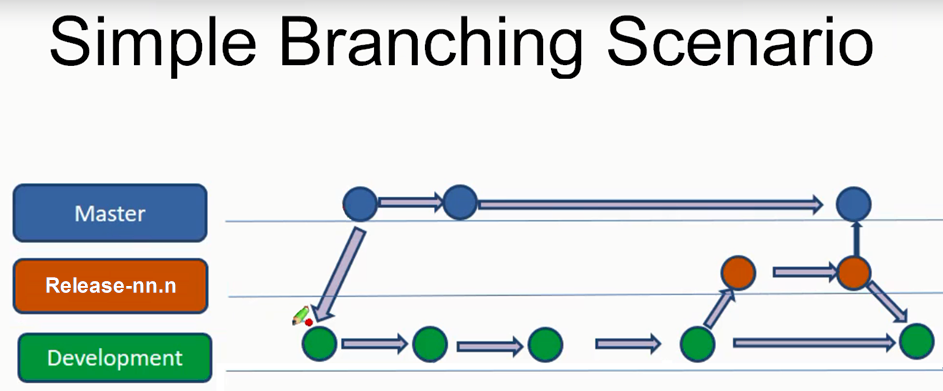 Simple Branching Scenario
Master
Release-nn.n
Development